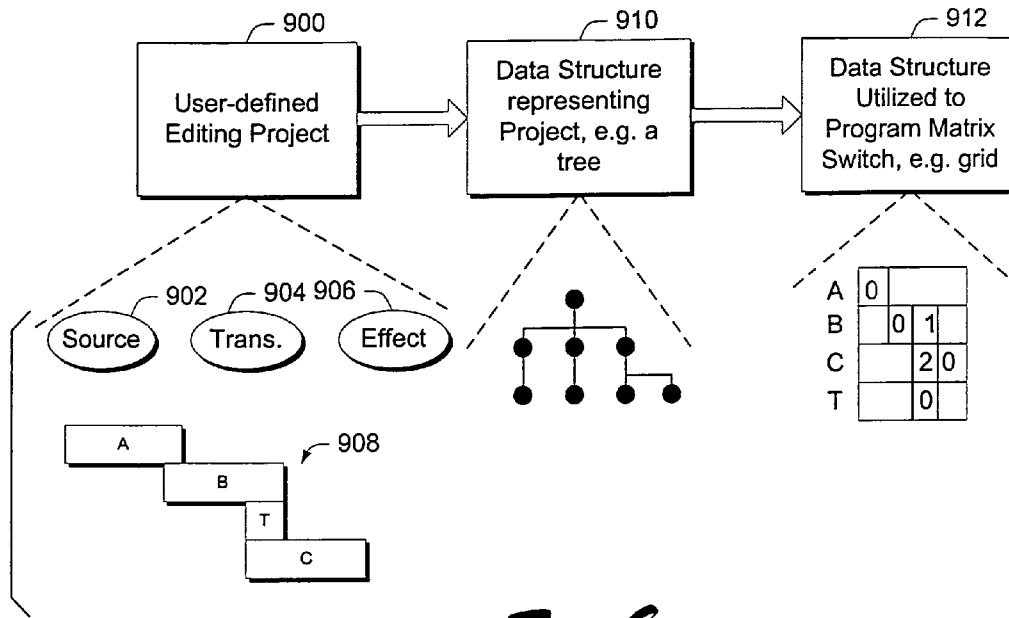 900
910
912
User-defined
Editing Project
Data Structure
representing
Project, e.g. a
tree
Data Structure
Utilized to
Program Matrix
Switch, e.g. grid
902
904
906
Source
Trans.
Effect
A 0
B 0 1
C 2 0
T 0
908
A
B
T
C